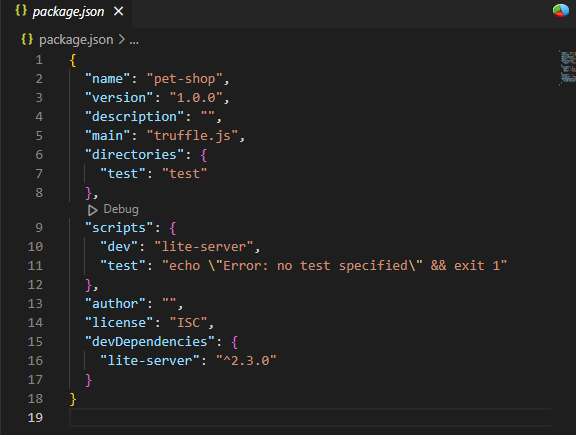 {} package.json ×
{} package.json > ...
1 {
2   "name": "pet-shop",
3   "version": "1.0.0",
4   "description": "",
5   "main": "truffle.js",
6   "directories": {
7     "test": "test"
8   },
Debug
9   "scripts": {
10     "dev": "lite-server",
11     "test": "echo \"Error: no test specified\" && exit 1"
12   },
13   "author": "",
14   "license": "ISC",
15   "devDependencies": {
16     "lite-server": "^2.3.0"
17   }
18 }
19